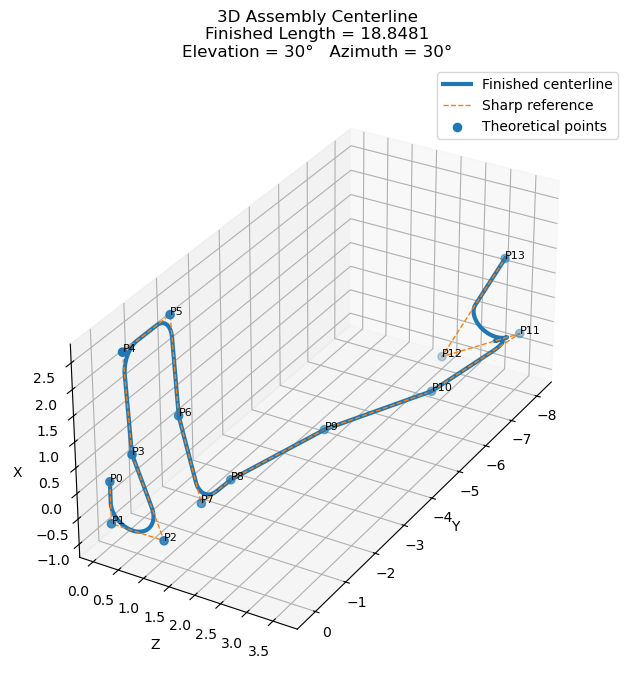 3D Assembly Centerline
Finished Length = 18.8481
Elevation = 30°   Azimuth = 30°
Finished centerline
Sharp reference
Theoretical points
P13
P5
P11
P4
P12
P10
P6
P9
P3
P8
P0
P7
P1
P2
X
2.5
2.0
1.5
1.0
0.5
0.0
−0.5
−1.0
Z
0.0
0.5
1.0
1.5
2.0
2.5
3.0
3.5
Y
−8
−7
−6
−5
−4
−3
−2
−1
0